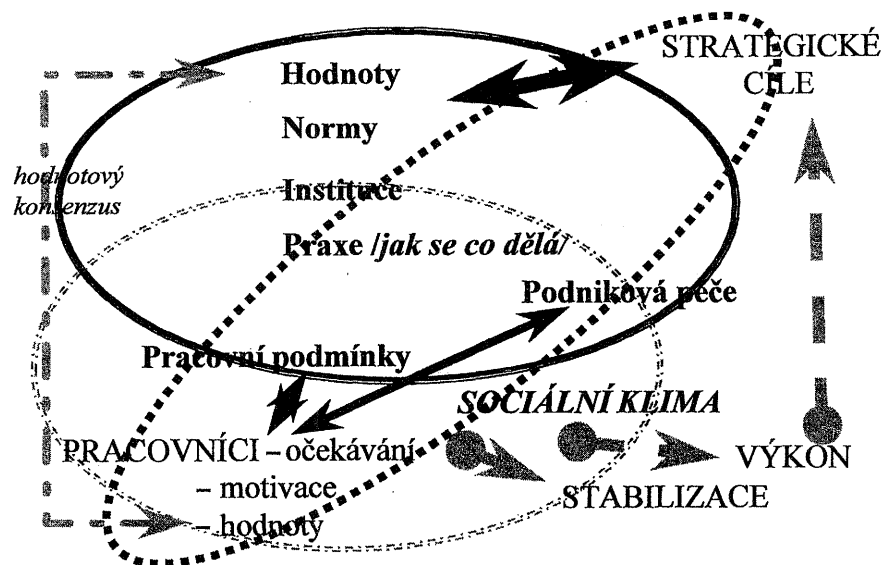 STRATEGICKÉ
CÍLE
Hodnoty
Normy
hodnotový
konsenzus
Instituce
Praxe /jak se co dělá/
Podniková péče
Pracovní podmínky
SOCIÁLNÍ KLIMA
PRACOVNÍCI – očekávání
– motivace
– hodnoty
VÝKON
STABILIZACE